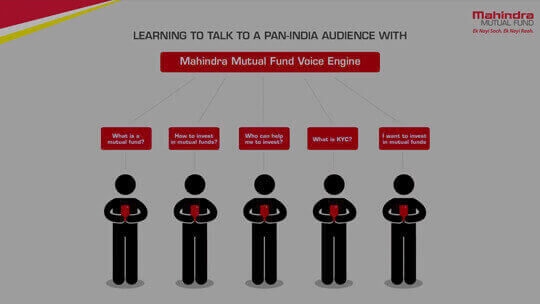 Mahindra
MUTUAL FUND
Ek Nayi Soch. Ek Nayi Raah.
LEARNING TO TALK TO A PAN-INDIA AUDIENCE WITH
Mahindra Mutual Fund Voice Engine
What is a
mutual fund?
How to invest
in mutual funds?
Who can help
me to invest?
What is KYC?
I want to invest
in mutual funds